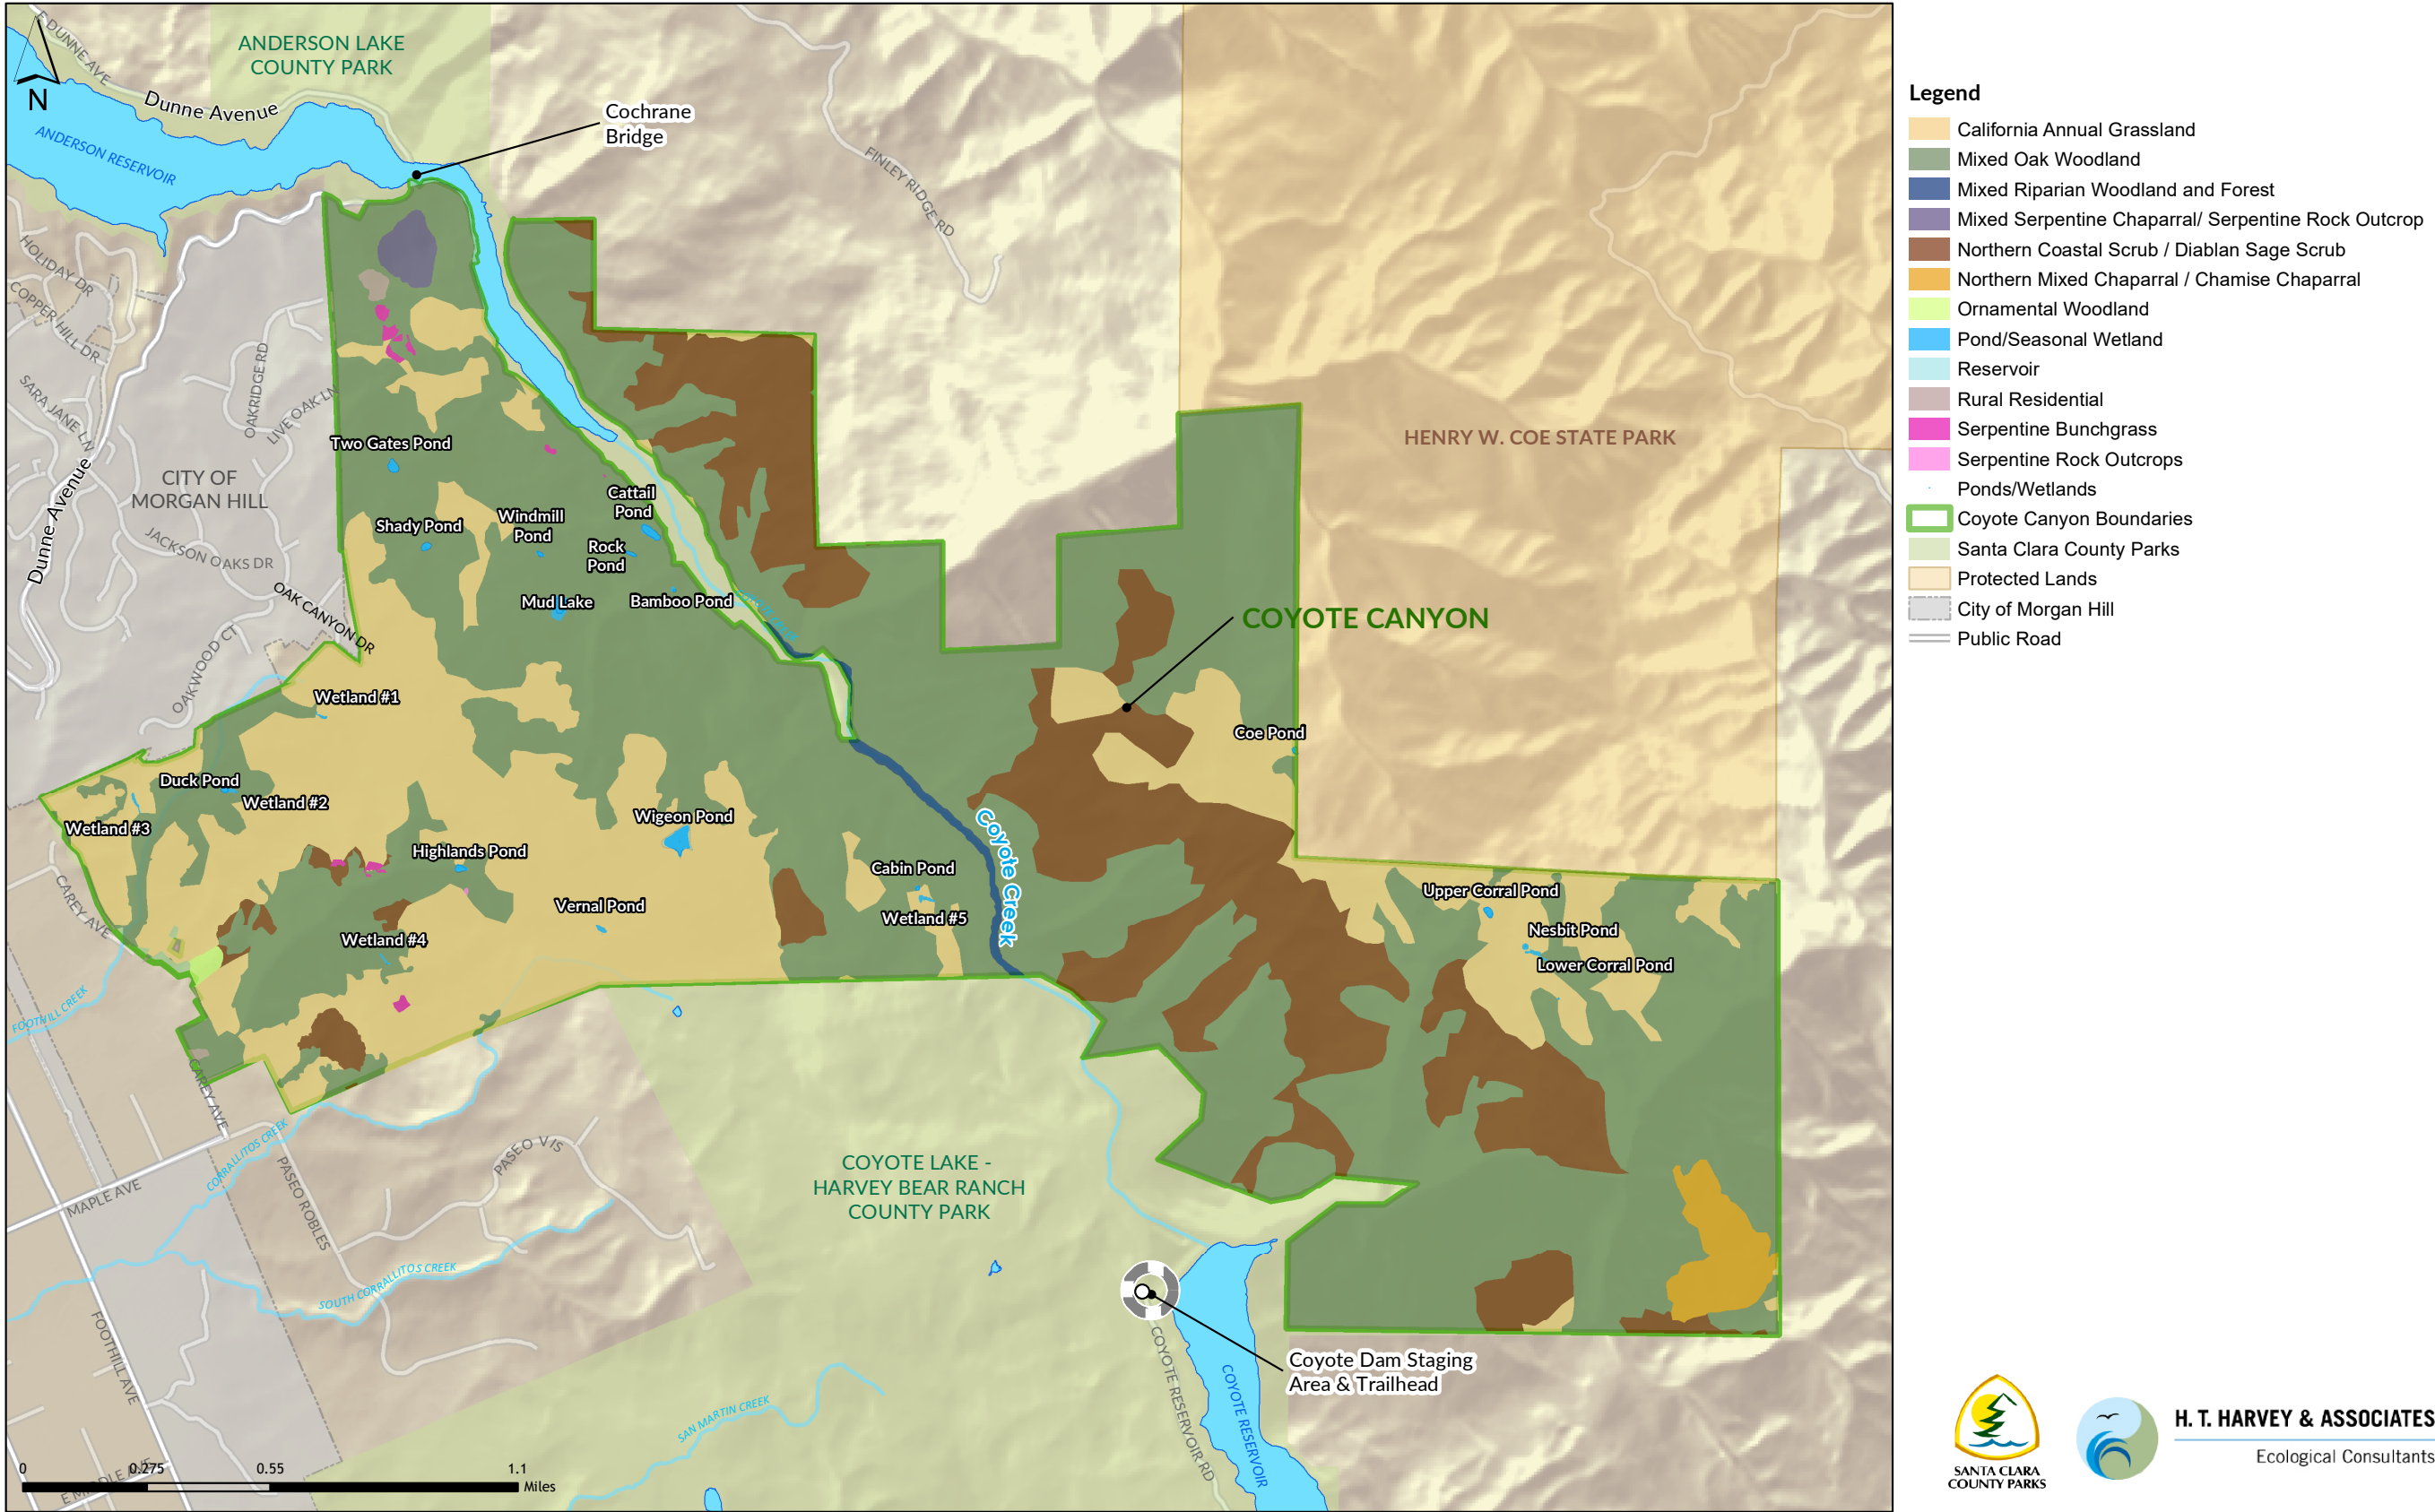 ANDERSON LAKE
COUNTY PARK
E DUNNE AVE
N
Dunne Avenue
ANDERSON RESERVOIR
Cochrane
Bridge
FINLEY RIDGE RD
HOLIDAY DR
COPPER HILL DR
SARA JANE LN
OAKRIDGE RD
LIVE OAK LN
Dunne Avenue
CITY OF
MORGAN HILL
JACKSON OAKS DR
OAK CANYON DR
OAKWOOD CT
Two Gates Pond
Shady Pond
Windmill
Pond
Cattail
Pond
Rock
Pond
Mud Lake
Bamboo Pond
HENRY W. COE STATE PARK
COYOTE CANYON
Wetland #1
Coe Pond
Duck Pond
Wetland #2
Wetland #3
Wigeon Pond
Highlands Pond
Cabin Pond
Coyote Creek
Vernal Pond
Wetland #5
Wetland #4
Upper Corral Pond
Nesbit Pond
Lower Corral Pond
CAREY AVE
FOOTHILL CREEK
CAREY AVE
CORRALLITOS CREEK
MAPLE AVE
PASEO ROBLES
PASEO VIS
SOUTH CORRALLITOS CREEK
FOOTHILL AVE
COYOTE LAKE -
HARVEY BEAR RANCH
COUNTY PARK
SAN MARTIN CREEK
COYOTE RESERVOIR RD
COYOTE RESERVOIR
Coyote Dam Staging
Area & Trailhead
E MIDDLE AVE
0 0.275 0.55 1.1
Miles
Legend
California Annual Grassland
Mixed Oak Woodland
Mixed Riparian Woodland and Forest
Mixed Serpentine Chaparral/ Serpentine Rock Outcrop
Northern Coastal Scrub / Diablan Sage Scrub
Northern Mixed Chaparral / Chamise Chaparral
Ornamental Woodland
Pond/Seasonal Wetland
Reservoir
Rural Residential
Serpentine Bunchgrass
Serpentine Rock Outcrops
Ponds/Wetlands
Coyote Canyon Boundaries
Santa Clara County Parks
Protected Lands
City of Morgan Hill
Public Road
SANTA CLARA
COUNTY PARKS
H. T. HARVEY & ASSOCIATES
Ecological Consultants